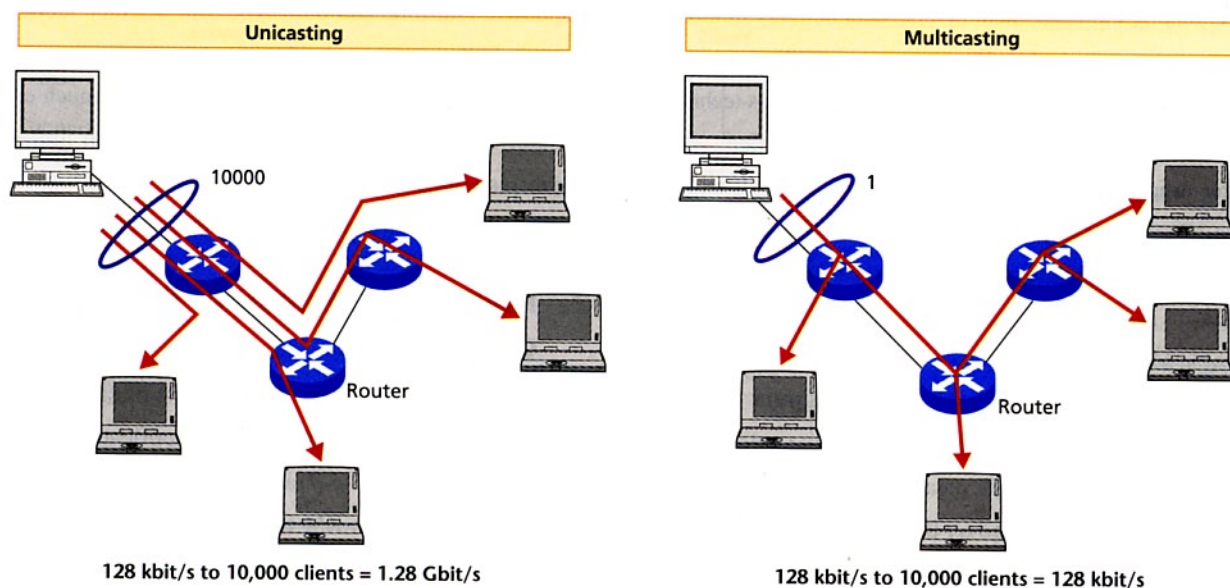 Unicasting
10000
Router
128 kbit/s to 10,000 clients = 1.28 Gbit/s
Multicasting
1
Router
128 kbit/s to 10,000 clients = 128 kbit/s